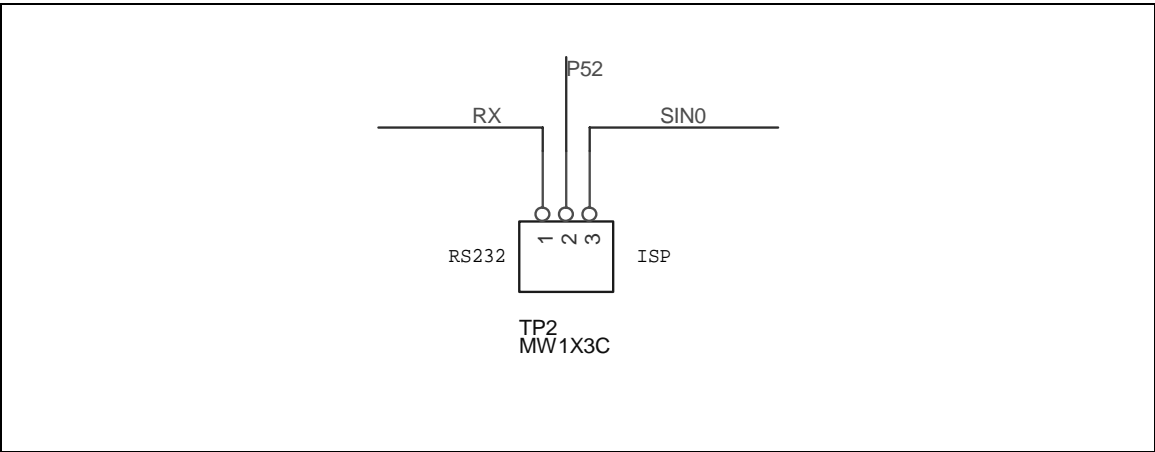 P52
RX
SIN0
1 2 3
RS232
ISP
TP2
MW1X3C